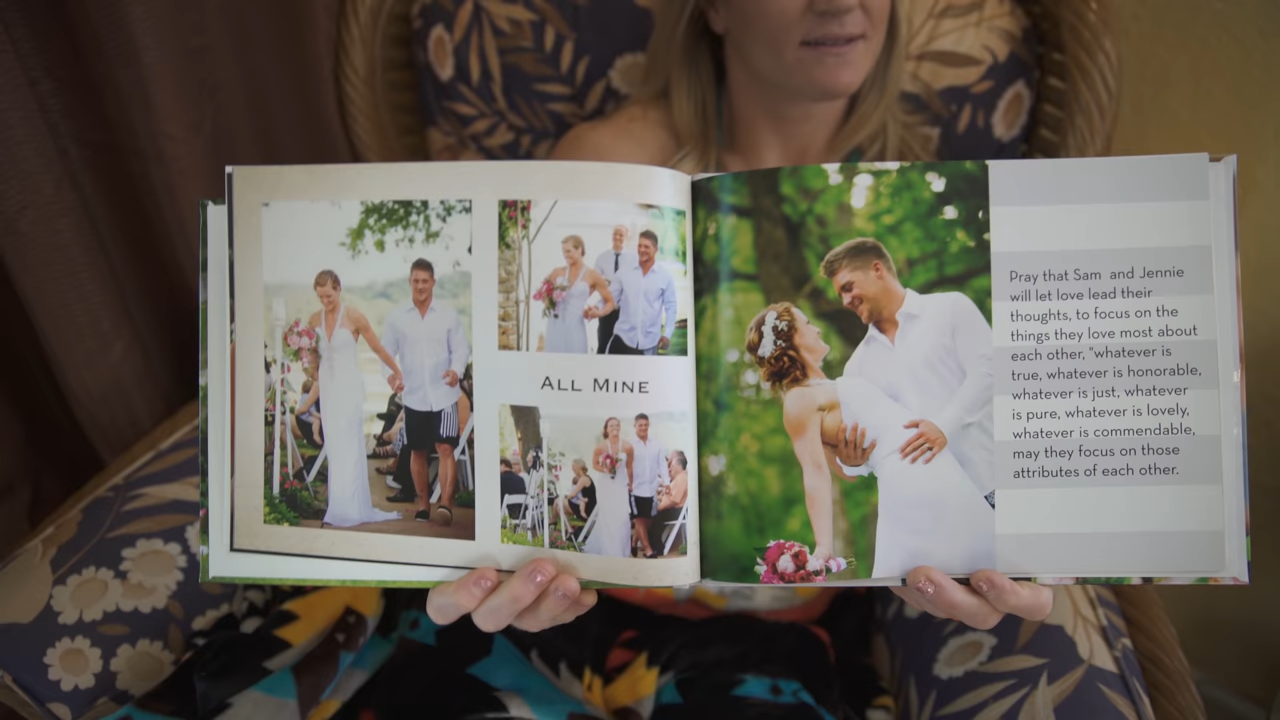 ALL MINE
Pray that Sam and Jennie
will let love lead their
thoughts, to focus on the
things they love most about
each other, "whatever is
true, whatever is honorable,
whatever is just, whatever
is pure, whatever is lovely,
whatever is commendable,
may they focus on those
attributes of each other.